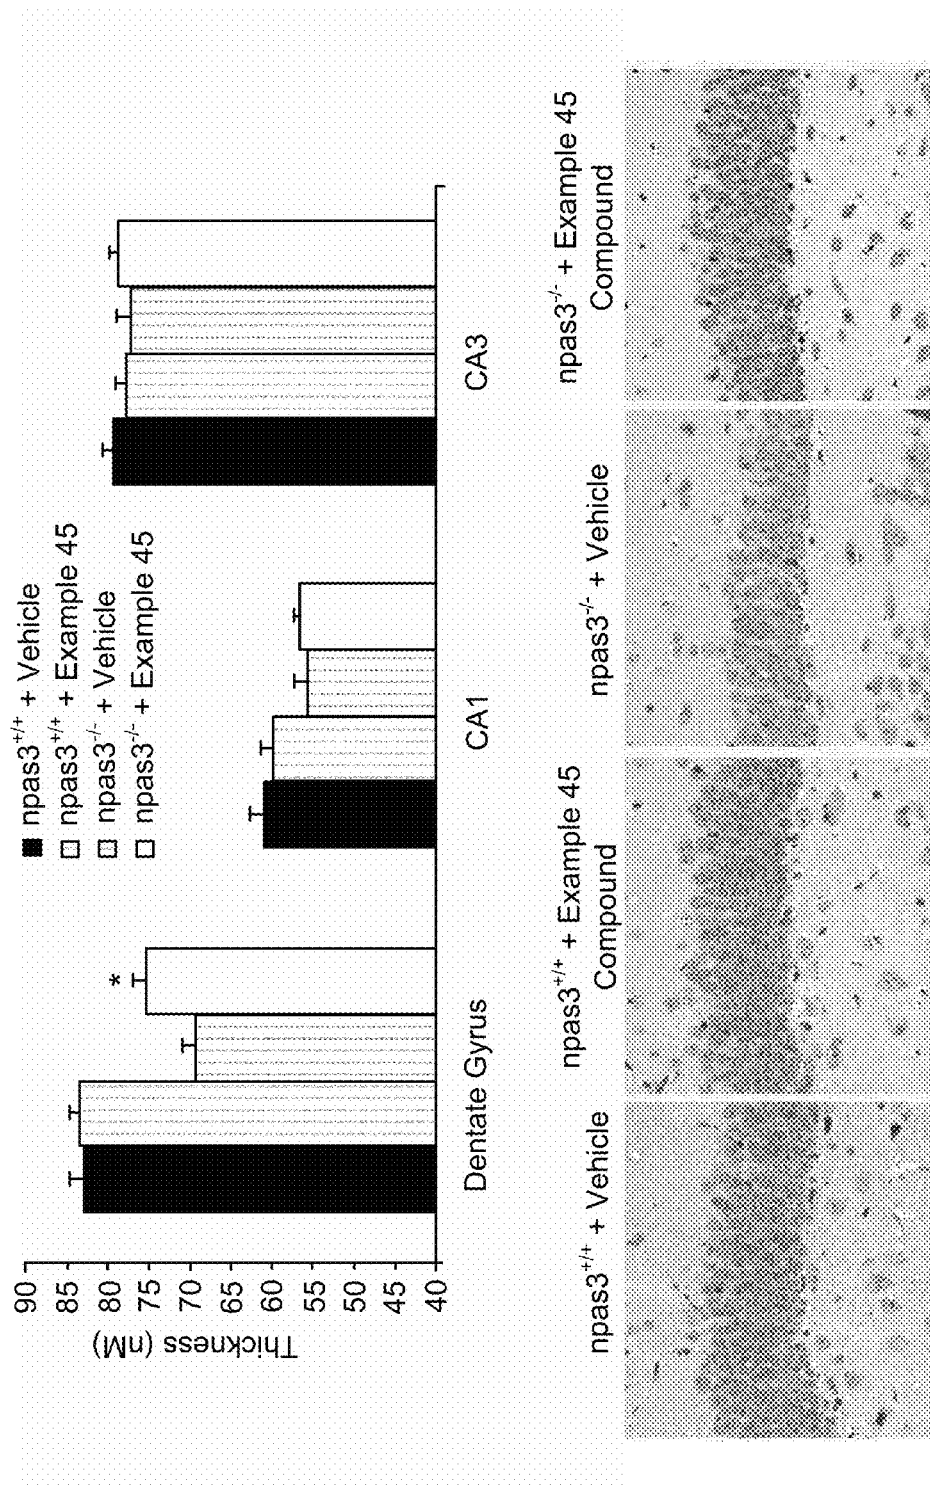 npas3+/+ + Vehicle
npas3+/+ + Example 45
npas3-/- + Vehicle
npas3-/- + Example 45
Thickness (nM)
90
85
80
75
70
65
60
55
50
45
40
*
Dentate Gyrus
CA1
CA3
npas3+/+ + Vehicle
npas3+/+ + Example 45
Compound
npas3-/- + Vehicle
npas3-/- + Example 45
Compound